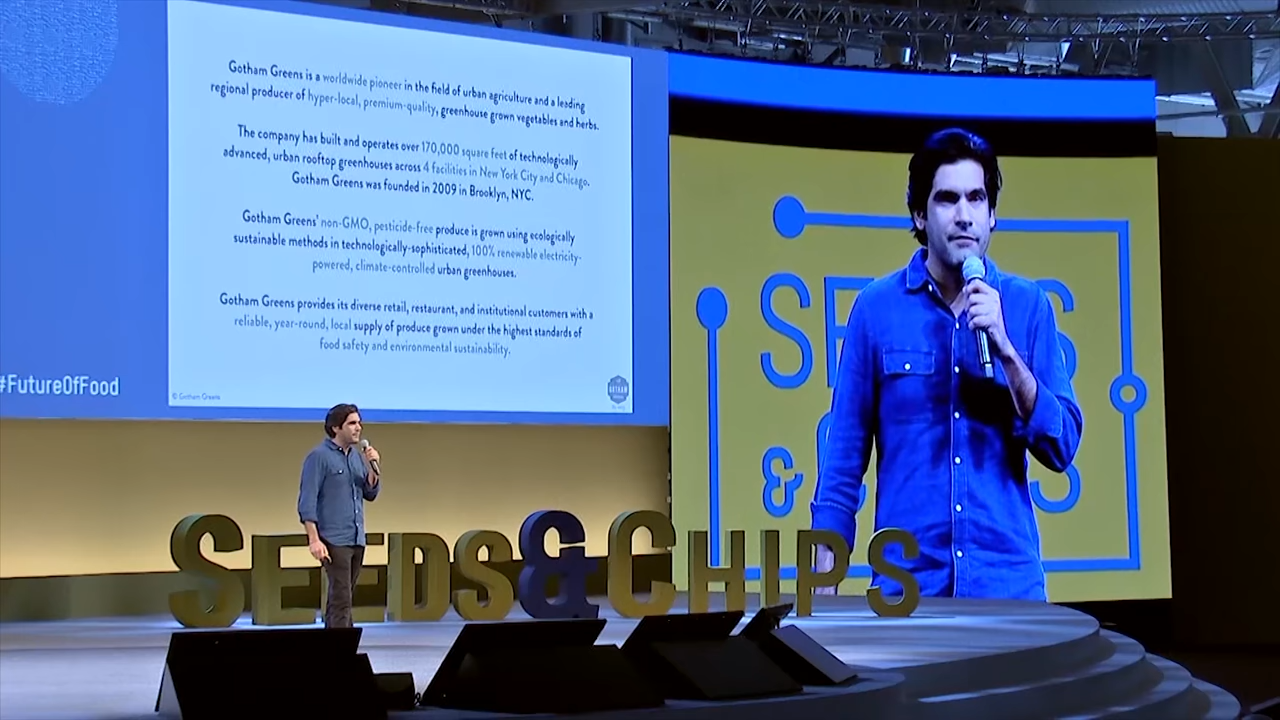 Gotham Greens is a worldwide pioneer in the field of urban agriculture and a leading
regional producer of hyper-local, premium-quality, greenhouse grown vegetables and herbs.
The company has built and operates over 170,000 square feet of technologically
advanced, urban rooftop greenhouses across 4 facilities in New York City and Chicago.
Gotham Greens was founded in 2009 in Brooklyn, NYC.
Gotham Greens' non-GMO, pesticide-free produce is grown using ecologically
sustainable methods in technologically-sophisticated, 100% renewable electricity-
powered, climate-controlled urban greenhouses.
Gotham Greens provides its diverse retail, restaurant, and institutional customers with a
reliable, year-round, local supply of produce grown under the highest standards of
food safety and environmental sustainability.
#FutureOfFood
© Gotham Greens
GOTHAM
SEEDS
&
SEEDS&CHIPS